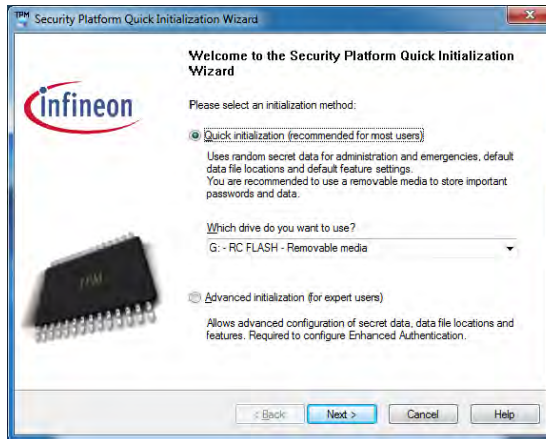 TPM Security Platform Quick Initialization Wizard
Welcome to the Security Platform Quick Initialization
Wizard
infineon
Please select an initialization method:
Quick initialization (recommended for most users)
Uses random secret data for administration and emergencies, default
data file locations and default feature settings.
You are recommended to use a removable media to store important
passwords and data.
Which drive do you want to use?
G: - RC FLASH - Removable media
TPM
Advanced initialization (for expert users)
Allows advanced configuration of secret data, data file locations and
features. Required to configure Enhanced Authentication.
< Back
Next >
Cancel
Help